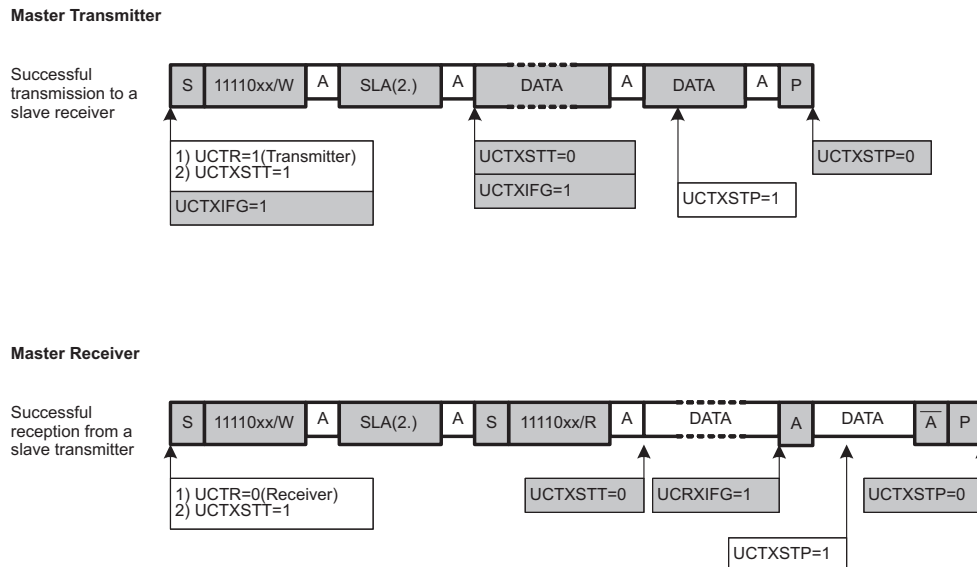 Master Transmitter
Successful
transmission to a
slave receiver
S 11110xx/W A SLA(2.) A DATA A DATA A P
1) UCTR=1(Transmitter)
2) UCTXSTT=1
UCTXIFG=1
UCTXSTT=0
UCTXIFG=1
UCTXSTP=1
UCTXSTP=0
Master Receiver
Successful
reception from a
slave transmitter
S 11110xx/W A SLA(2.) A S 11110xx/R A DATA A DATA A̅ P
1) UCTR=0(Receiver)
2) UCTXSTT=1
UCTXSTT=0
UCRXIFG=1
UCTXSTP=1
UCTXSTP=0